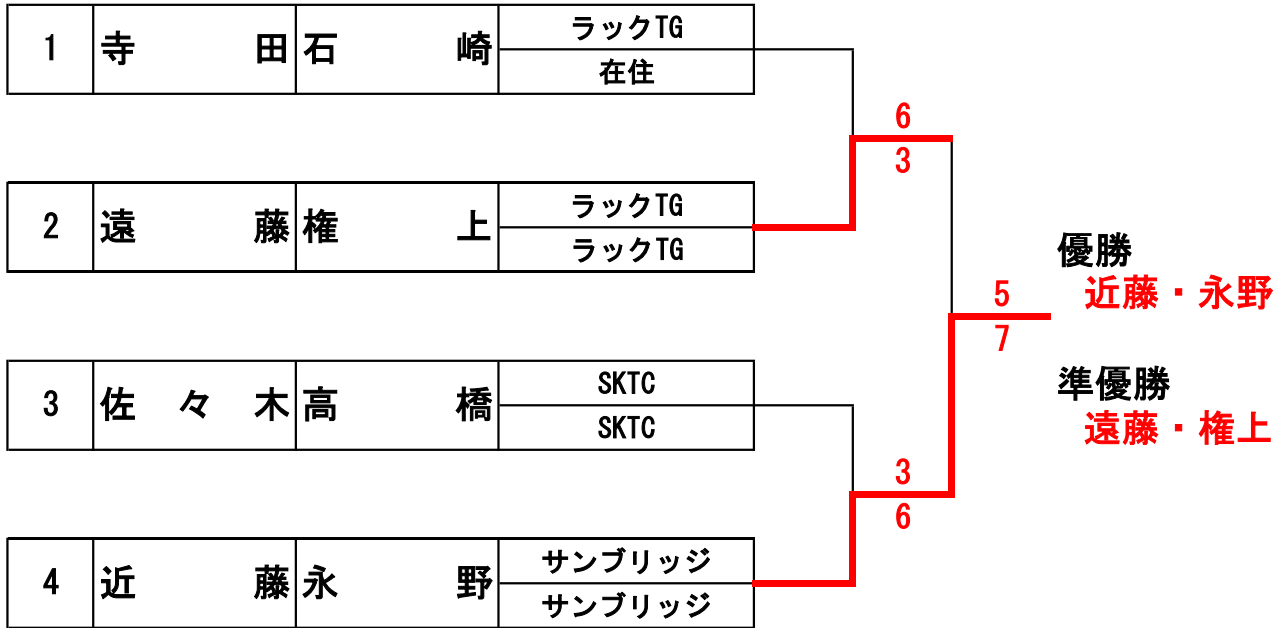 1 寺 田 石 崎 ラックTG
在住
6
3
2 遠 藤 権 上 ラックTG
ラックTG
優勝
近藤・永野
5
7
準優勝
遠藤・権上
3 佐 々 木 高 橋 SKTC
SKTC
3
6
4 近 藤 永 野 サンブリッジ
サンブリッジ